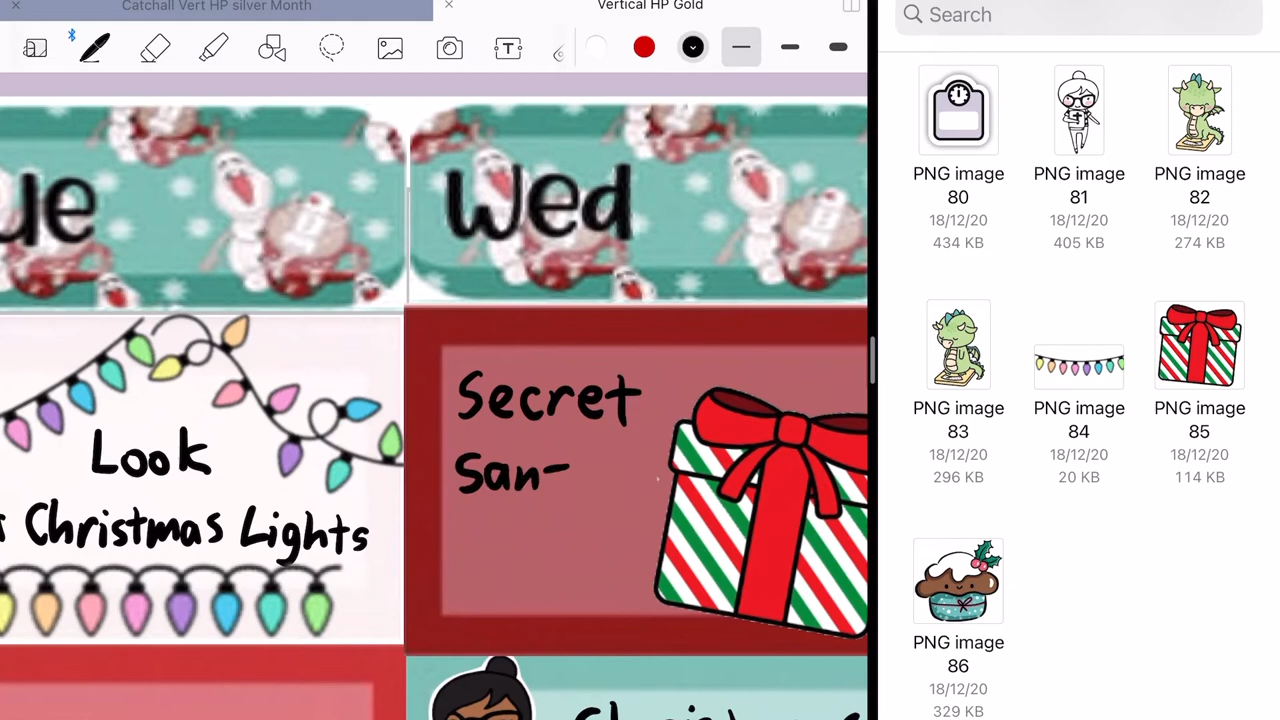 Catchall Vert HP silver Month
Vertical HP Gold
Search
ue
Wed
Look
Christmas Lights
Secret
San-
PNG image
80
18/12/20
434 KB
PNG image
81
18/12/20
405 KB
PNG image
82
18/12/20
274 KB
PNG image
83
18/12/20
296 KB
PNG image
84
18/12/20
20 KB
PNG image
85
18/12/20
114 KB
PNG image
86
18/12/20
329 KB